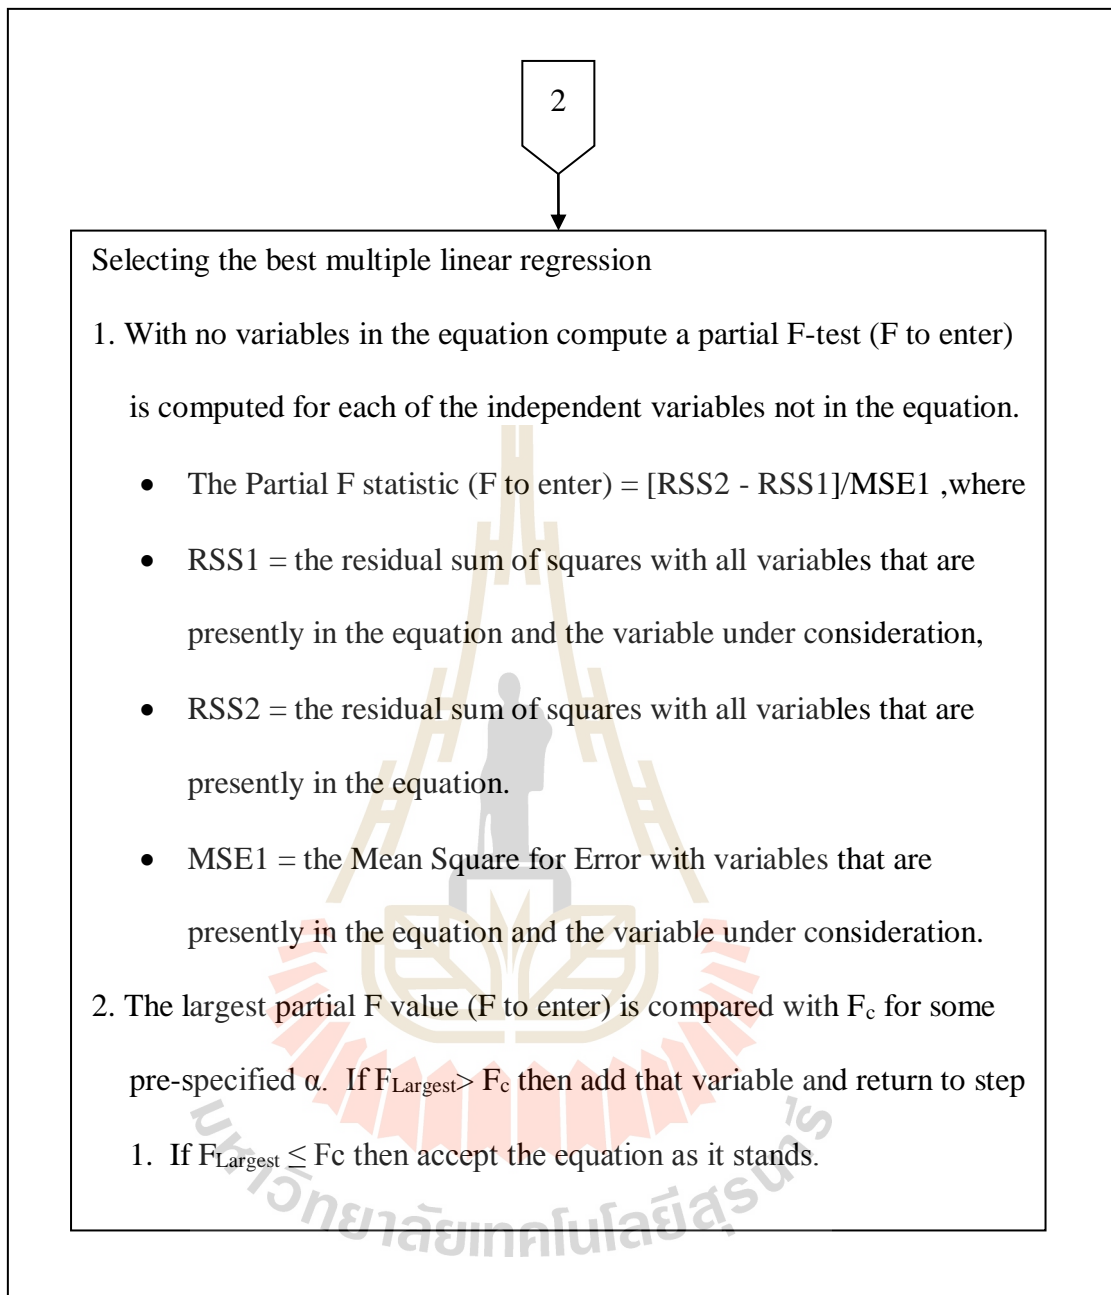 2
Selecting the best multiple linear regression
1. With no variables in the equation compute a partial F-test (F to enter)
is computed for each of the independent variables not in the equation.
• The Partial F statistic (F to enter) = [RSS2 - RSS1]/MSE1 ,where
• RSS1 = the residual sum of squares with all variables that are
presently in the equation and the variable under consideration,
• RSS2 = the residual sum of squares with all variables that are
presently in the equation.
• MSE1 = the Mean Square for Error with variables that are
presently in the equation and the variable under consideration.
2. The largest partial F value (F to enter) is compared with Fc for some
pre-specified α. If FLargest> Fc then add that variable and return to step
1. If FLargest ≤ Fc then accept the equation as it stands.
มหาวิทยาลัยเทคโนโลยีสุรนารี